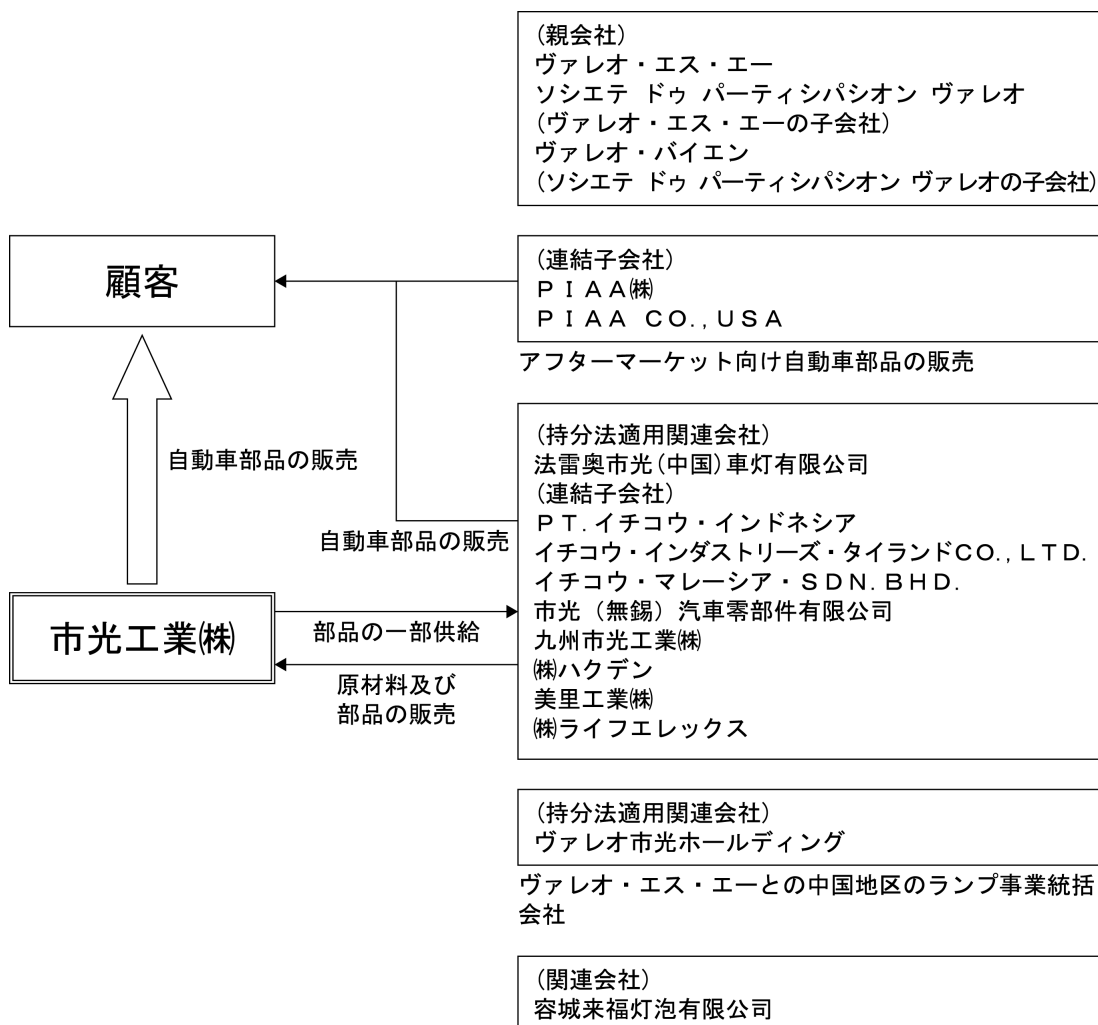 (親会社)
ヴァレオ・エス・エー
ソシエテ ドゥ パーティシパシオン ヴァレオ
(ヴァレオ・エス・エーの子会社)
ヴァレオ・バイエン
(ソシエテ ドゥ パーティシパシオン ヴァレオの子会社)
顧客
(連結子会社)
ＰＩＡＡ㈱
ＰＩＡＡ ＣＯ.,ＵＳＡ
アフターマーケット向け自動車部品の販売
自動車部品の販売
(持分法適用関連会社)
法雷奥市光(中国)車灯有限公司
(連結子会社)
ＰＴ.イチコウ・インドネシア
イチコウ・インダストリーズ・タイランドCO.,ＬＴＤ.
イチコウ・マレーシア・ＳＤＮ.ＢＨＤ.
市光（無錫）汽車零部件有限公司
九州市光工業㈱
㈱ハクデン
美里工業㈱
㈱ライフエレックス
自動車部品の販売
市光工業㈱
部品の一部供給
原材料及び
部品の販売
(持分法適用関連会社)
ヴァレオ市光ホールディング
ヴァレオ・エス・エーとの中国地区のランプ事業統括
会社
(関連会社)
容城来福灯泡有限公司